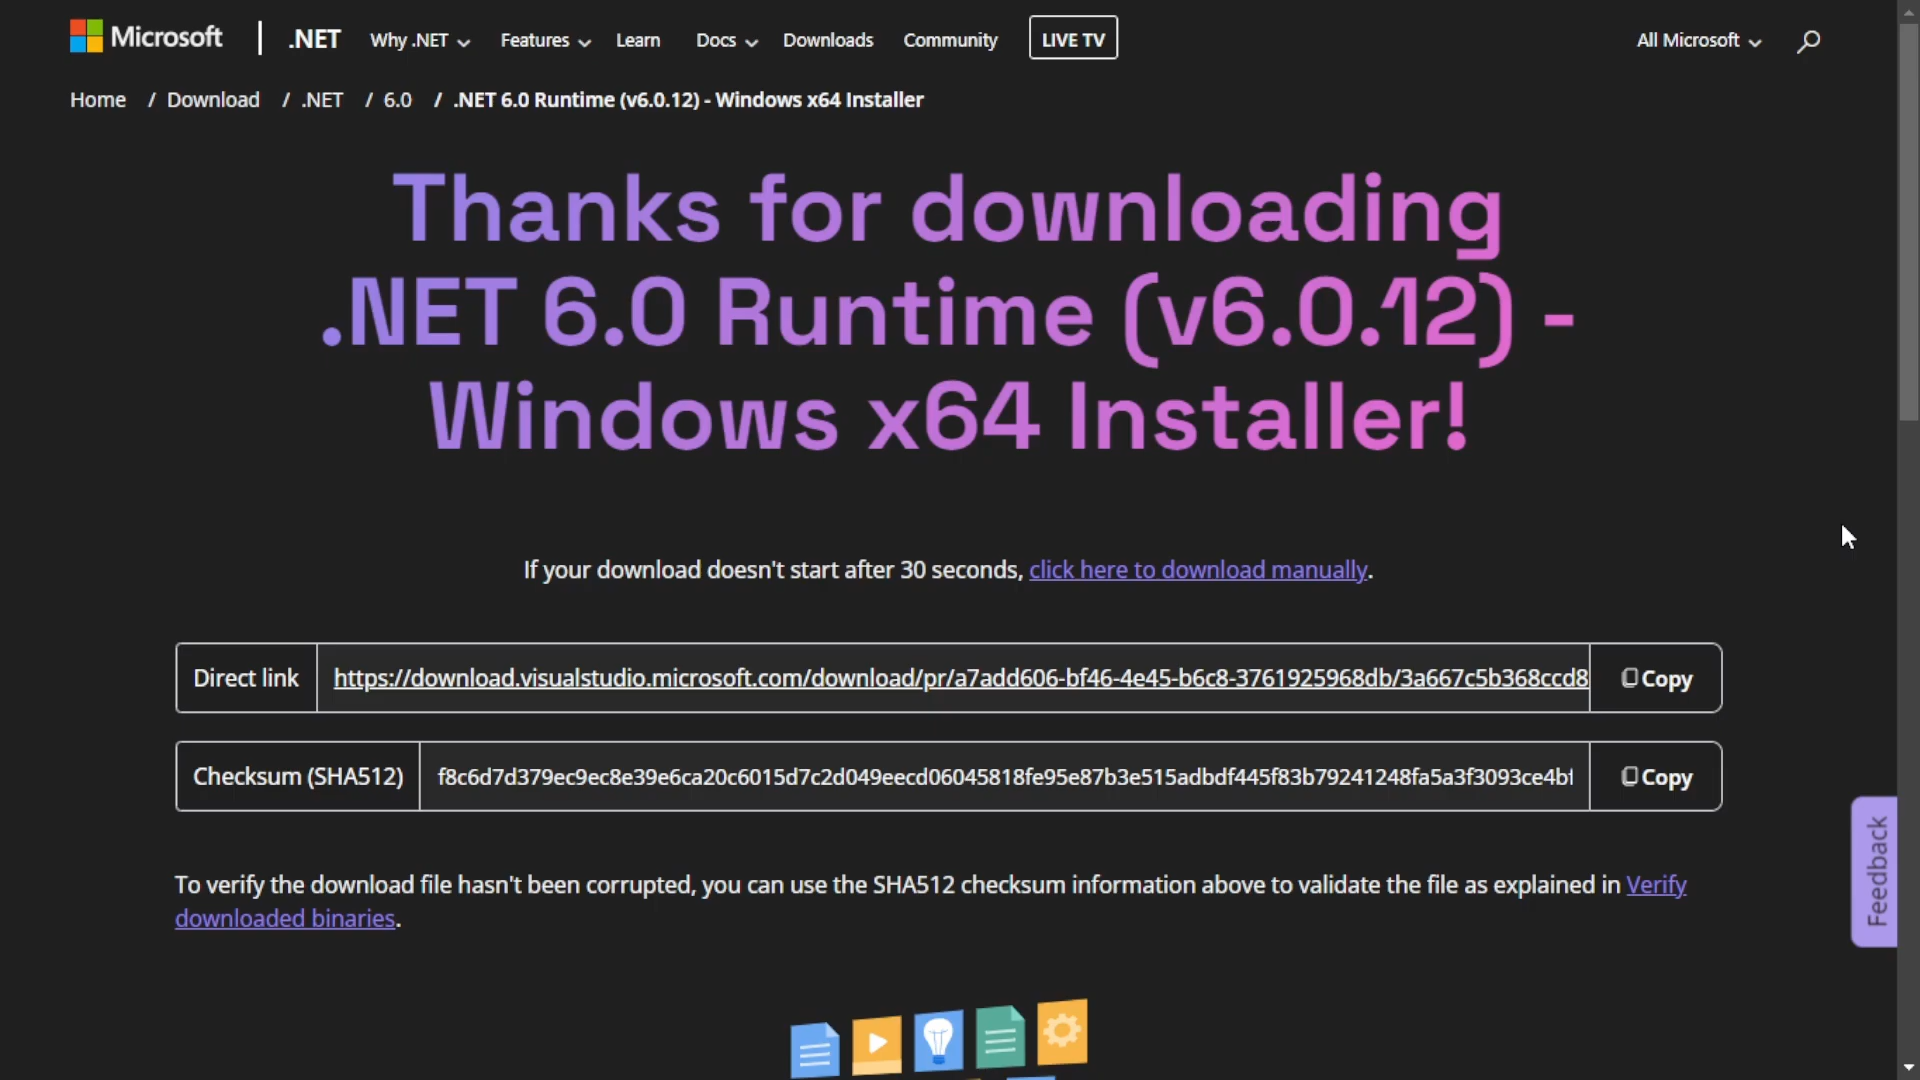 Microsoft .NET Why .NET Features Learn Docs Downloads Community LIVE TV All Microsoft
Home / Download / .NET / 6.0 / .NET 6.0 Runtime (v6.0.12) - Windows x64 Installer
Thanks for downloading
.NET 6.0 Runtime (v6.0.12) -
Windows x64 Installer!
If your download doesn't start after 30 seconds, click here to download manually.
Direct link https://download.visualstudio.microsoft.com/download/pr/a7add606-bf46-4e45-b6c8-3761925968db/3a667c5b368ccd8 Copy
Checksum (SHA512) f8c6d7d379ec9ec8e39e6ca20c6015d7c2d049eecd06045818fe95e87b3e515adbdf445f83b79241248fa5a3f3093ce4bf Copy
To verify the download file hasn't been corrupted, you can use the SHA512 checksum information above to validate the file as explained in Verify
downloaded binaries.
Feedback